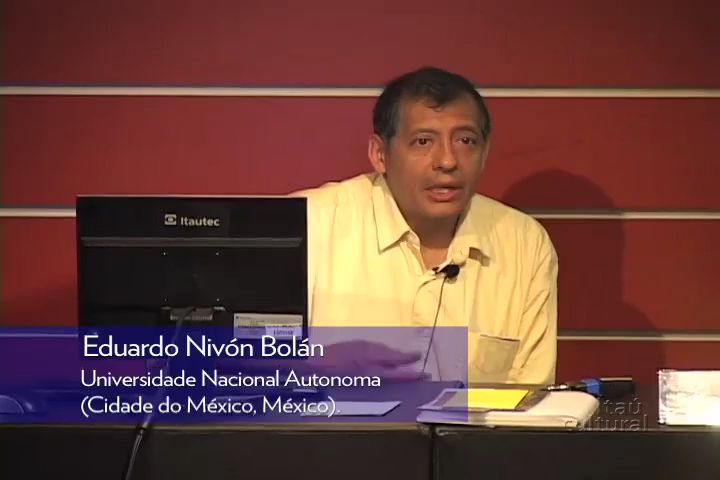 Itautec
Eduardo Nivón Bolán
Universidade Nacional Autonoma
(Cidade do México, México).
Itaú
cultural